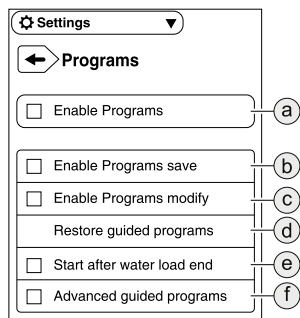 Settings
Programs
Enable Programs a
Enable Programs save b
Enable Programs modify c
Restore guided programs d
Start after water load end e
Advanced guided programs f